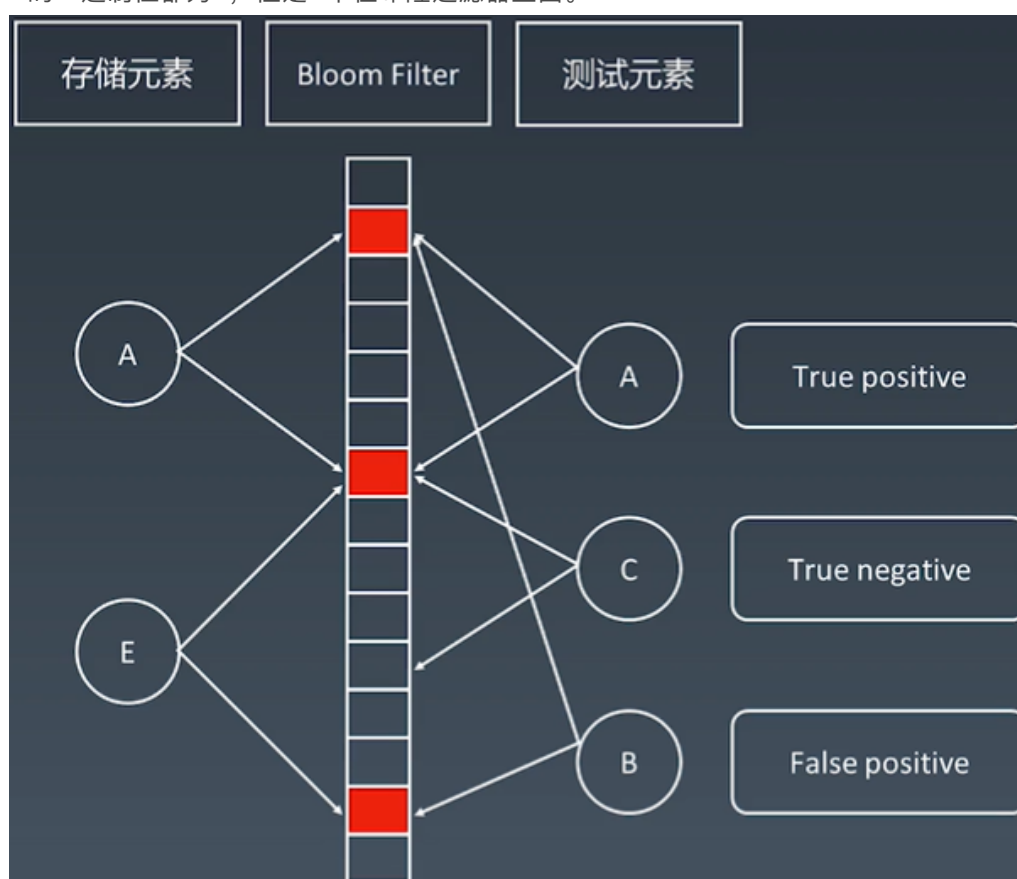 存储元素
Bloom Filter
测试元素
A
A
True positive
C
True negative
E
B
False positive